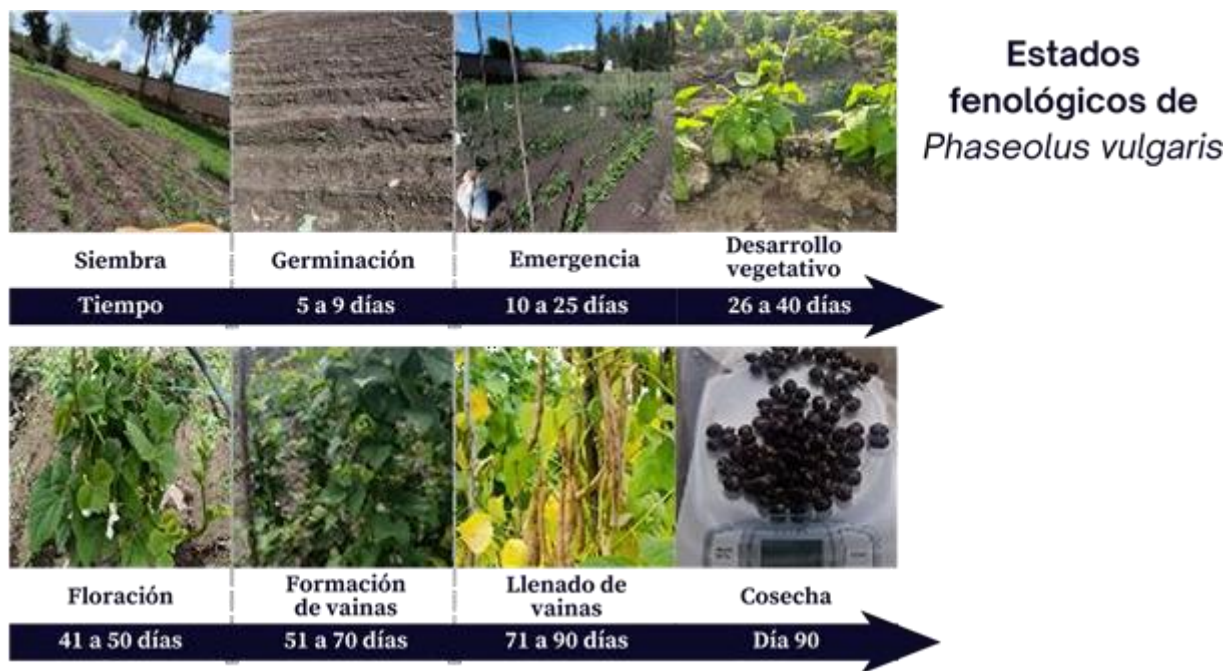 Estados
fenológicos de
Phaseolus vulgaris
Siembra
Germinación
Emergencia
Desarrollo
vegetativo
Tiempo
5 a 9 días
10 a 25 días
26 a 40 días
Floración
Formación
de vainas
Llenado de
vainas
Cosecha
41 a 50 días
51 a 70 días
71 a 90 días
Día 90